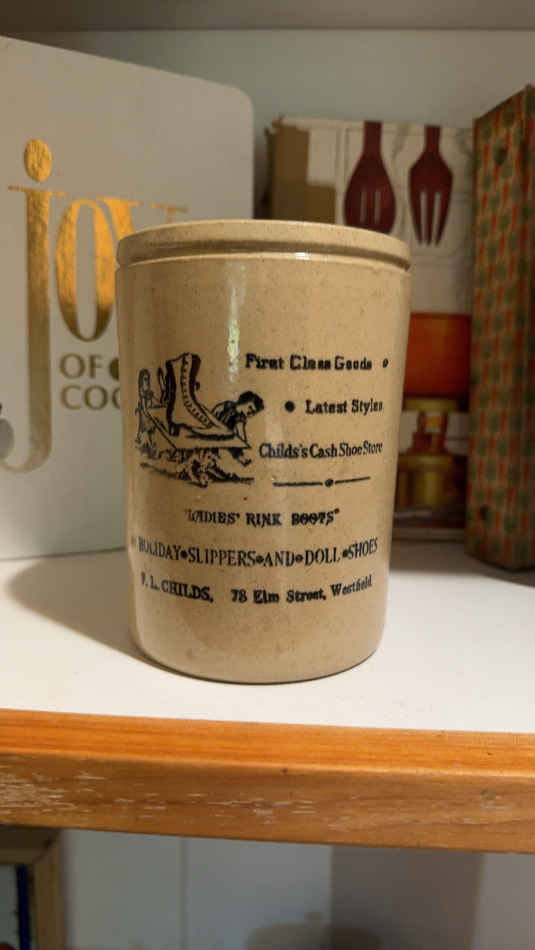 joy
OF
COO
First Class Goods
Latest Styles
Childs's Cash Shoe Store
"LADIES' RINK BOOTS"
HOLIDAY•SLIPPERS•AND•DOLL•SHOES
F. L. CHILDS, 78 Elm Street, Westfield